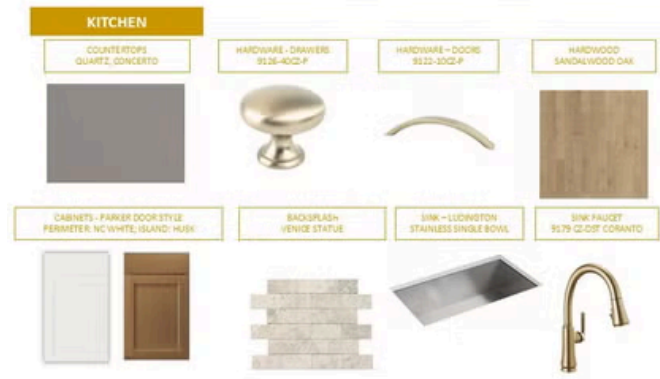 KITCHEN
COUNTERTOPS
QUARTZ, CONCERTO
HARDWARE - DRAWERS
9126-40CZ-P
HARDWARE – DOORS
9122-10CZ-P
HARDWOOD
SANDALWOOD OAK
CABINETS - PARKER DOOR STYLE
PERIMETER: NC WHITE; ISLAND: HUSK
BACKSPLASH
VENICE STATUE
SINK – LUDINGTON
STAINLESS SINGLE BOWL
SINK FAUCET
9179 CZ-DST CORANTO